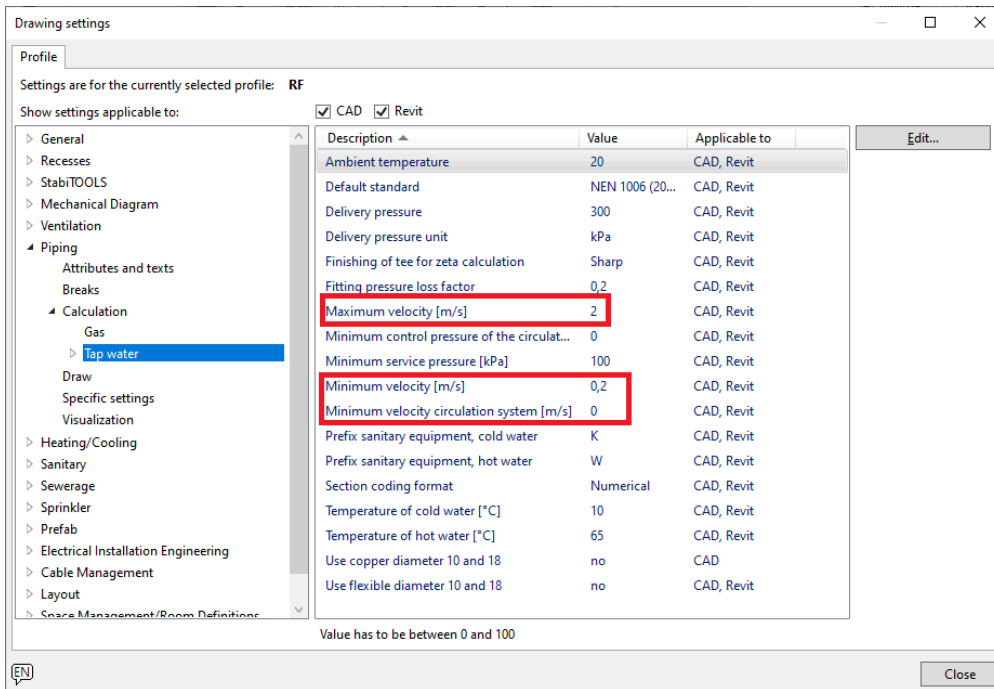 Drawing settings
Profile
Settings are for the currently selected profile: RF
Show settings applicable to:
CAD Revit
General
Recesses
StabiTOOLS
Mechanical Diagram
Ventilation
Piping
Attributes and texts
Breaks
Calculation
Gas
Tap water
Draw
Specific settings
Visualization
Heating/Cooling
Sanitary
Sewerage
Sprinkler
Prefab
Electrical Installation Engineering
Cable Management
Layout
Space Management/Room Definitions
Description Value Applicable to
Ambient temperature 20 CAD, Revit
Default standard NEN 1006 (20... CAD, Revit
Delivery pressure 300 CAD, Revit
Delivery pressure unit kPa CAD, Revit
Finishing of tee for zeta calculation Sharp CAD, Revit
Fitting pressure loss factor 0,2 CAD, Revit
Maximum velocity [m/s] 2 CAD, Revit
Minimum control pressure of the circulat... 0 CAD, Revit
Minimum service pressure [kPa] 100 CAD, Revit
Minimum velocity [m/s] 0,2 CAD, Revit
Minimum velocity circulation system [m/s] 0 CAD, Revit
Prefix sanitary equipment, cold water K CAD, Revit
Prefix sanitary equipment, hot water W CAD, Revit
Section coding format Numerical CAD, Revit
Temperature of cold water [°C] 10 CAD, Revit
Temperature of hot water [°C] 65 CAD, Revit
Use copper diameter 10 and 18 no CAD
Use flexible diameter 10 and 18 no CAD, Revit
Edit...
Value has to be between 0 and 100
EN
Close